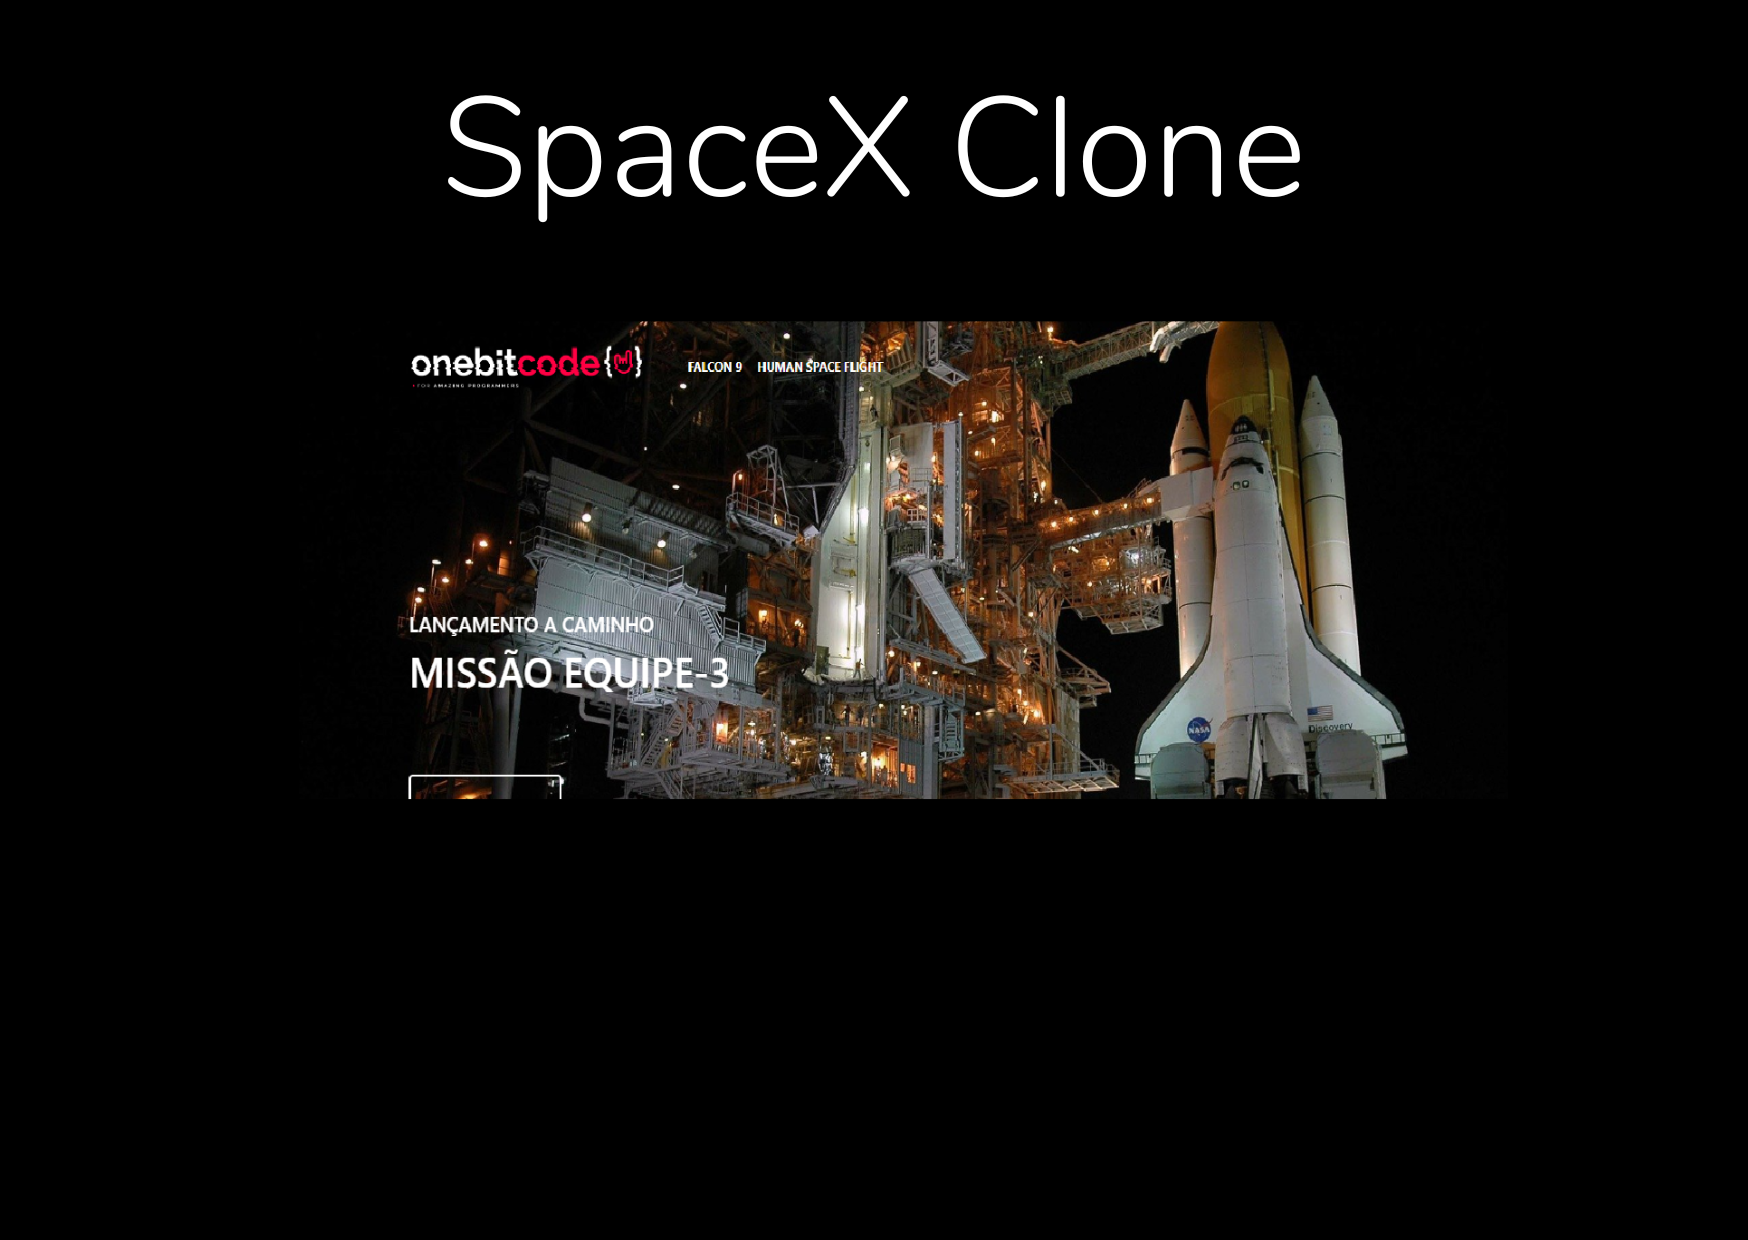 SpaceX Clone
onebitcode{}
FOR AMAZING PROGRAMMERS
FALCON 9 HUMAN SPACE FLIGHT
LANÇAMENTO A CAMINHO
MISSÃO EQUIPE-3
NASA
Discovery